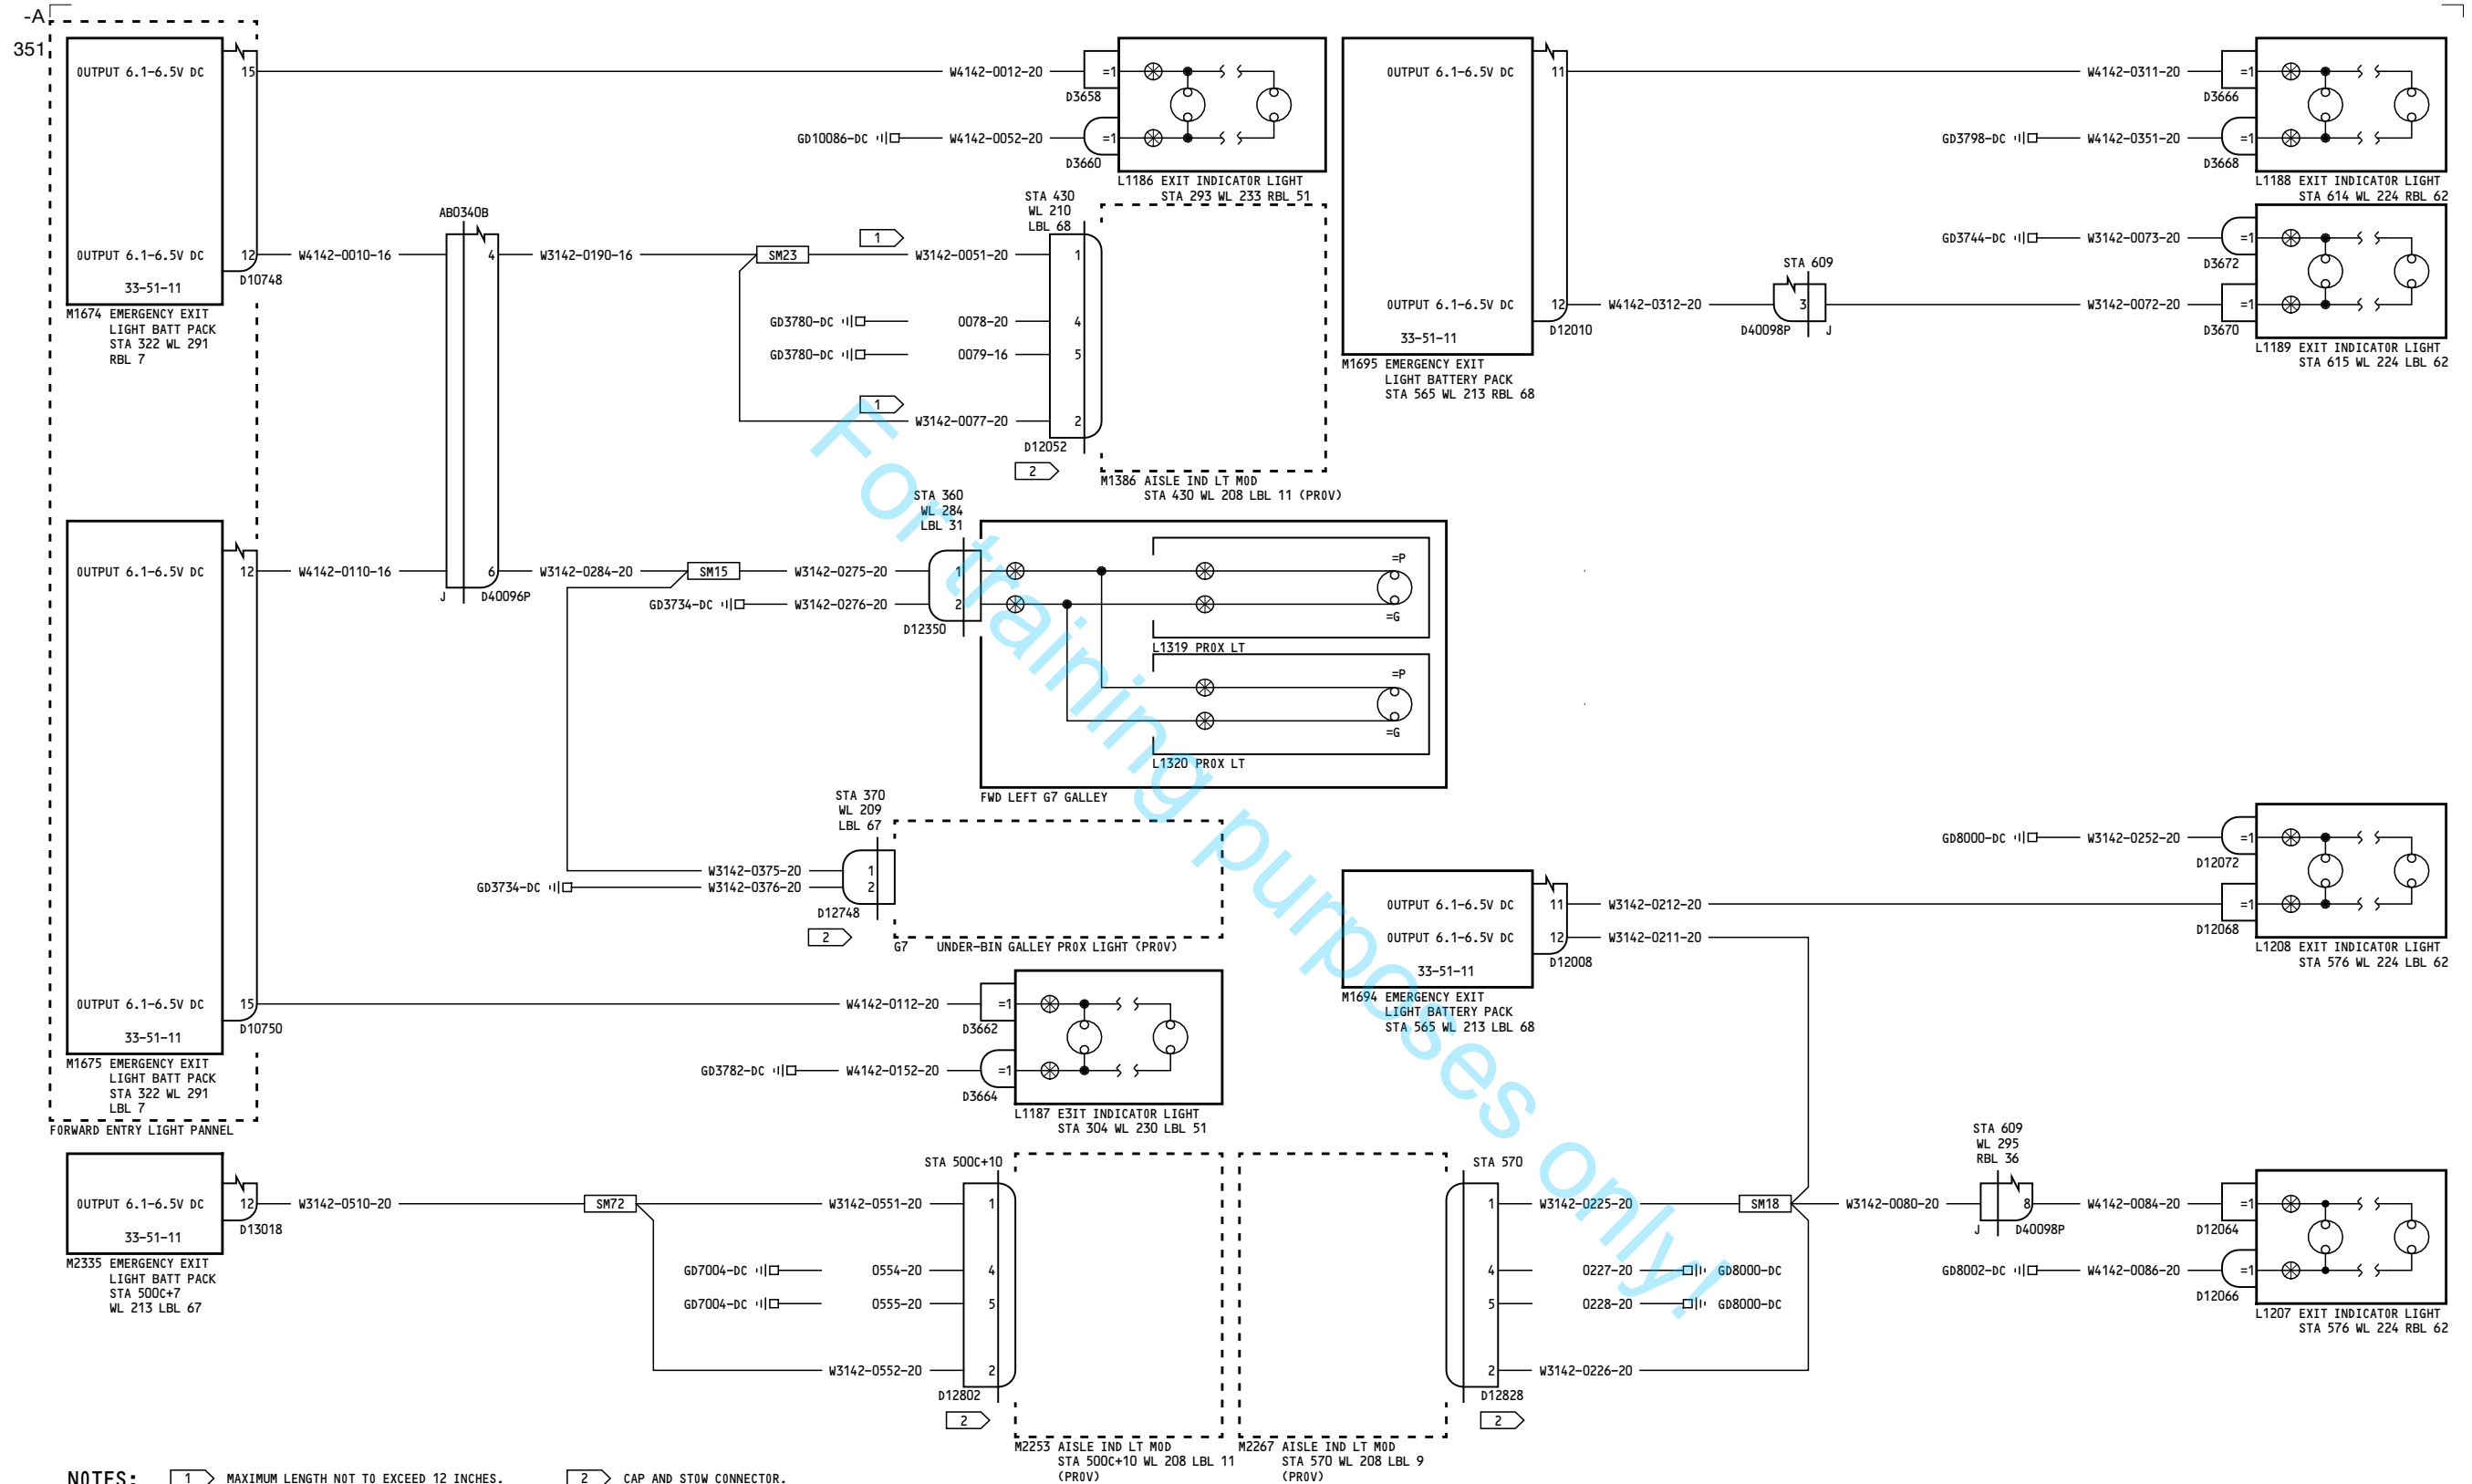 -A
351
OUTPUT 6.1-6.5V DC
15
OUTPUT 6.1-6.5V DC
12
33-51-11
D10748
M1674 EMERGENCY EXIT
LIGHT BATT PACK
STA 322 WL 291
RBL 7
W4142-0012-20
=1
D3658
GD10086-DC
W4142-0052-20
=1
D3660
L1186 EXIT INDICATOR LIGHT
STA 293 WL 233 RBL 51
W4142-0010-16
AB0340B
4
W3142-0190-16
SM23
1
W3142-0051-20
STA 430
WL 210
LBL 68
1
GD3780-DC
0078-20
4
GD3780-DC
0079-16
5
1
W3142-0077-20
2
D12052
2
M1386 AISLE IND LT MOD
STA 430 WL 208 LBL 11 (PROV)
OUTPUT 6.1-6.5V DC
11
OUTPUT 6.1-6.5V DC
12
33-51-11
D12010
M1695 EMERGENCY EXIT
LIGHT BATTERY PACK
STA 565 WL 213 RBL 68
W4142-0311-20
=1
D3666
GD3798-DC
W4142-0351-20
=1
D3668
L1188 EXIT INDICATOR LIGHT
STA 614 WL 224 RBL 62
GD3744-DC
W3142-0073-20
=1
D3672
W4142-0312-20
STA 609
3
D40098P
J
W3142-0072-20
=1
D3670
L1189 EXIT INDICATOR LIGHT
STA 615 WL 224 LBL 62
OUTPUT 6.1-6.5V DC
12
W4142-0110-16
6
J
D40096P
W3142-0284-20
SM15
W3142-0275-20
STA 360
WL 284
LBL 31
1
GD3734-DC
W3142-0276-20
2
D12350
=P
=G
L1319 PROX LT
=P
=G
L1320 PROX LT
FWD LEFT G7 GALLEY
STA 370
WL 209
LBL 67
W3142-0375-20
1
GD3734-DC
W3142-0376-20
2
D12748
2
G7
UNDER-BIN GALLEY PROX LIGHT (PROV)
OUTPUT 6.1-6.5V DC
15
33-51-11
D10750
M1675 EMERGENCY EXIT
LIGHT BATT PACK
STA 322 WL 291
LBL 7
FORWARD ENTRY LIGHT PANNEL
W4142-0112-20
=1
D3662
GD3782-DC
W4142-0152-20
=1
D3664
L1187 E3IT INDICATOR LIGHT
STA 304 WL 230 LBL 51
OUTPUT 6.1-6.5V DC
11
OUTPUT 6.1-6.5V DC
12
33-51-11
D12008
M1694 EMERGENCY EXIT
LIGHT BATTERY PACK
STA 565 WL 213 LBL 68
W3142-0212-20
W3142-0211-20
GD8000-DC
W3142-0252-20
=1
D12072
=1
D12068
L1208 EXIT INDICATOR LIGHT
STA 576 WL 224 LBL 62
OUTPUT 6.1-6.5V DC
12
33-51-11
D13018
M2335 EMERGENCY EXIT
LIGHT BATT PACK
STA 500C+7
WL 213 LBL 67
W3142-0510-20
SM72
W3142-0551-20
STA 500C+10
1
GD7004-DC
0554-20
4
GD7004-DC
0555-20
5
W3142-0552-20
2
D12802
2
M2253 AISLE IND LT MOD
STA 500C+10 WL 208 LBL 11
(PROV)
M2267 AISLE IND LT MOD
STA 570 WL 208 LBL 9
(PROV)
STA 570
1
W3142-0225-20
SM18
4
0227-20
GD8000-DC
5
0228-20
GD8000-DC
2
W3142-0226-20
D12828
2
W3142-0080-20
STA 609
WL 295
RBL 36
8
J
D40098P
W4142-0084-20
=1
D12064
GD8002-DC
W4142-0086-20
=1
D12066
L1207 EXIT INDICATOR LIGHT
STA 576 WL 224 RBL 62
NOTES:
1
MAXIMUM LENGTH NOT TO EXCEED 12 INCHES.
2
CAP AND STOW CONNECTOR.
For training purposes only!